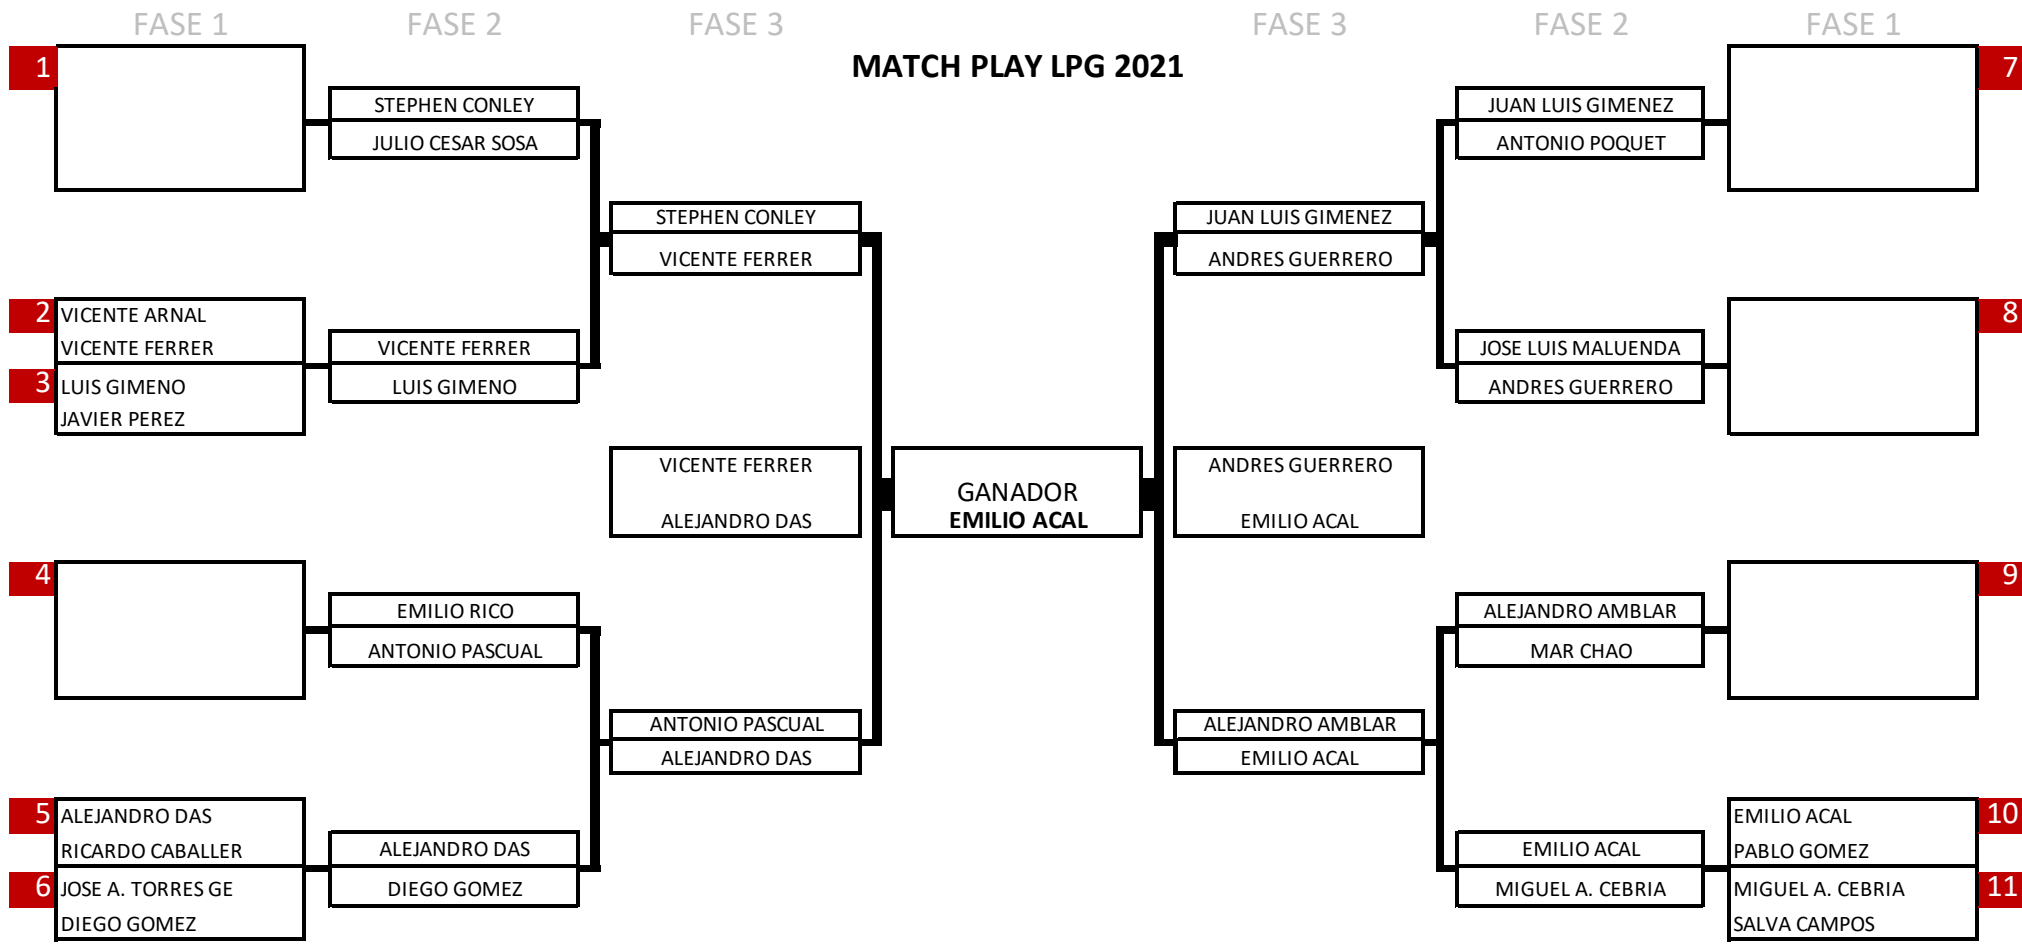 FASE 1 FASE 2 FASE 3 FASE 3 FASE 2 FASE 1
MATCH PLAY LPG 2021
1
STEPHEN CONLEY
JULIO CESAR SOSA
STEPHEN CONLEY
VICENTE FERRER
2 VICENTE ARNAL
VICENTE FERRER
3 LUIS GIMENO
JAVIER PEREZ
VICENTE FERRER
LUIS GIMENO
VICENTE FERRER
ALEJANDRO DAS
4
EMILIO RICO
ANTONIO PASCUAL
ANTONIO PASCUAL
ALEJANDRO DAS
5 ALEJANDRO DAS
RICARDO CABALLER
6 JOSE A. TORRES GE
DIEGO GOMEZ
ALEJANDRO DAS
DIEGO GOMEZ
GANADOR
EMILIO ACAL
JUAN LUIS GIMENEZ
ANDRES GUERRERO
ANDRES GUERRERO
EMILIO ACAL
ALEJANDRO AMBLAR
EMILIO ACAL
JUAN LUIS GIMENEZ
ANTONIO POQUET
7
JOSE LUIS MALUENDA
ANDRES GUERRERO
8
ALEJANDRO AMBLAR
MAR CHAO
9
EMILIO ACAL
MIGUEL A. CEBRIA
EMILIO ACAL 10
PABLO GOMEZ
MIGUEL A. CEBRIA 11
SALVA CAMPOS